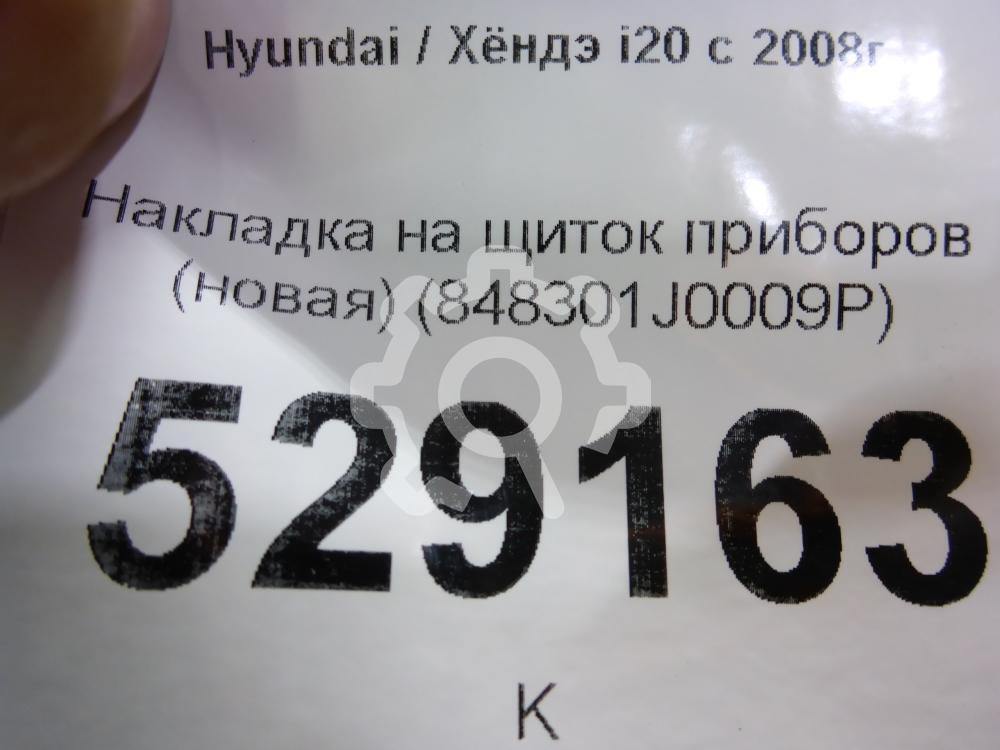 Hyundai / Хёндэ i20 с 2008г
Накладка на щиток приборов
(новая) (848301J0009P)
529163
К